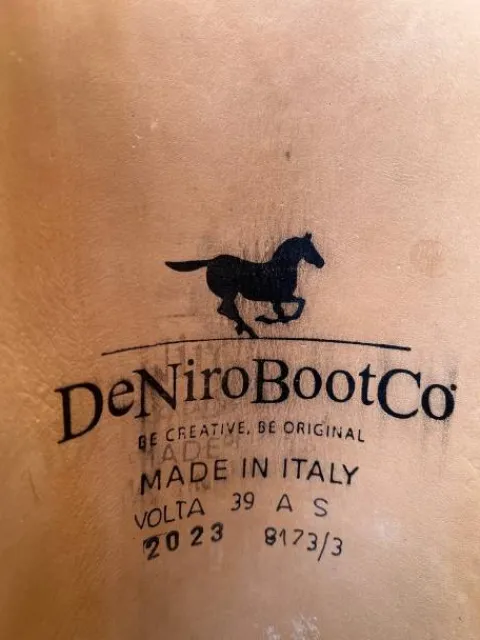 DeNiroBootCo
BE CREATIVE, BE ORIGINAL
MADE IN ITALY
VOLTA 39 A S
2023 8173/3